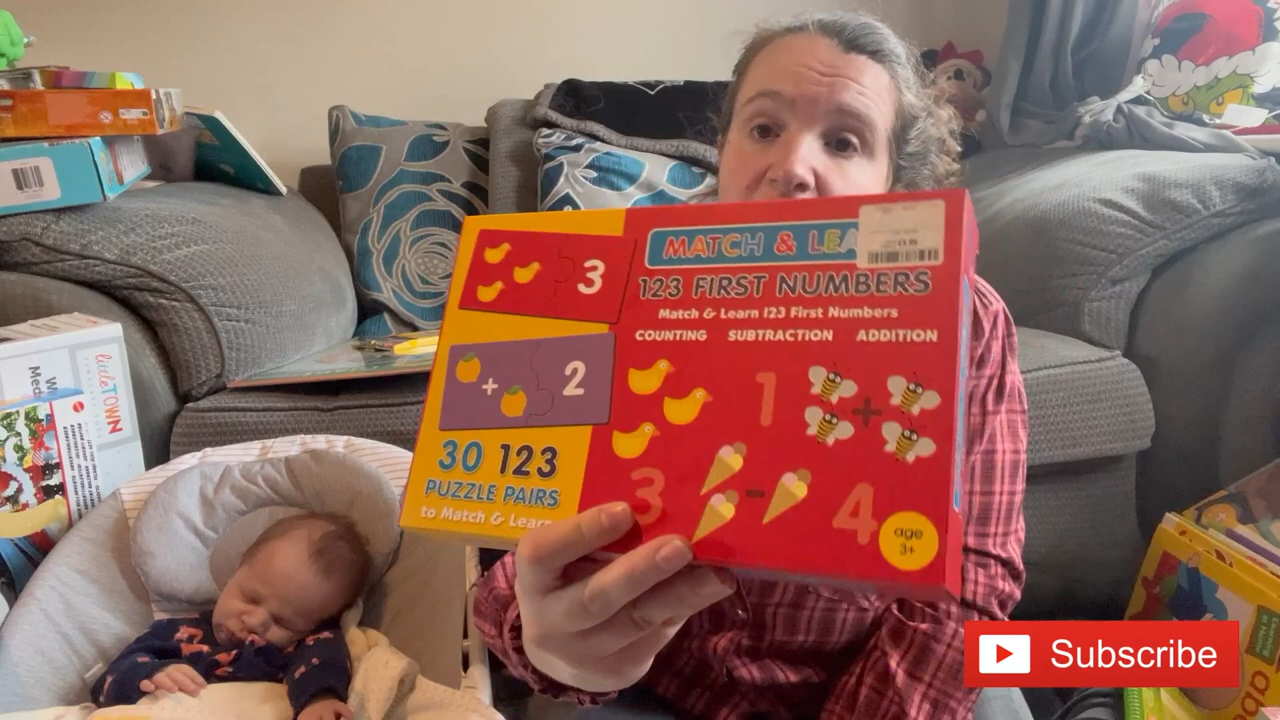 MATCH & LEA
123 FIRST NUMBERS
Match & Learn 123 First Numbers
COUNTING SUBTRACTION ADDITION
3
+ 2
1
+
3
-
4
30 123
PUZZLE PAIRS
to Match & Learn
age
3+
little TOWN
Subscribe